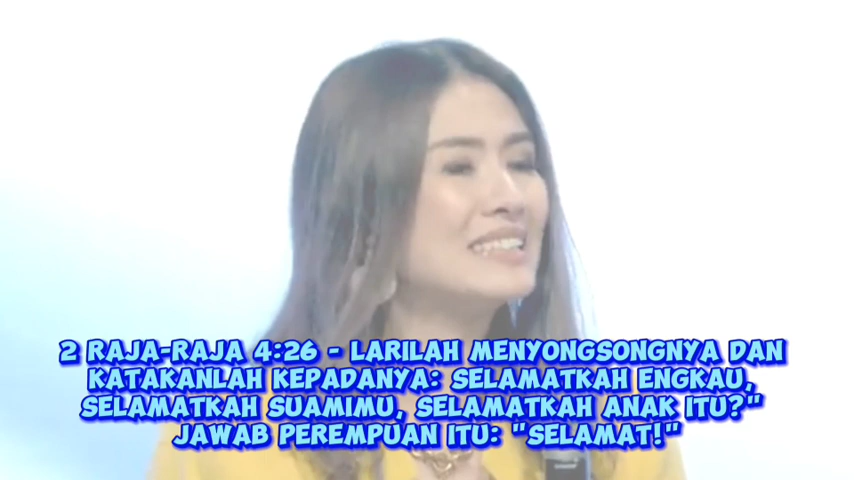 2 RAJA-RAJA 4:26 - LARILAH MENYONGSONGNYA DAN
KATAKANLAH KEPADANYA: SELAMATKAH ENGKAU,
SELAMATKAH SUAMIMU, SELAMATKAH ANAK ITU?"
JAWAB PEREMPUAN ITU: "SELAMAT!"